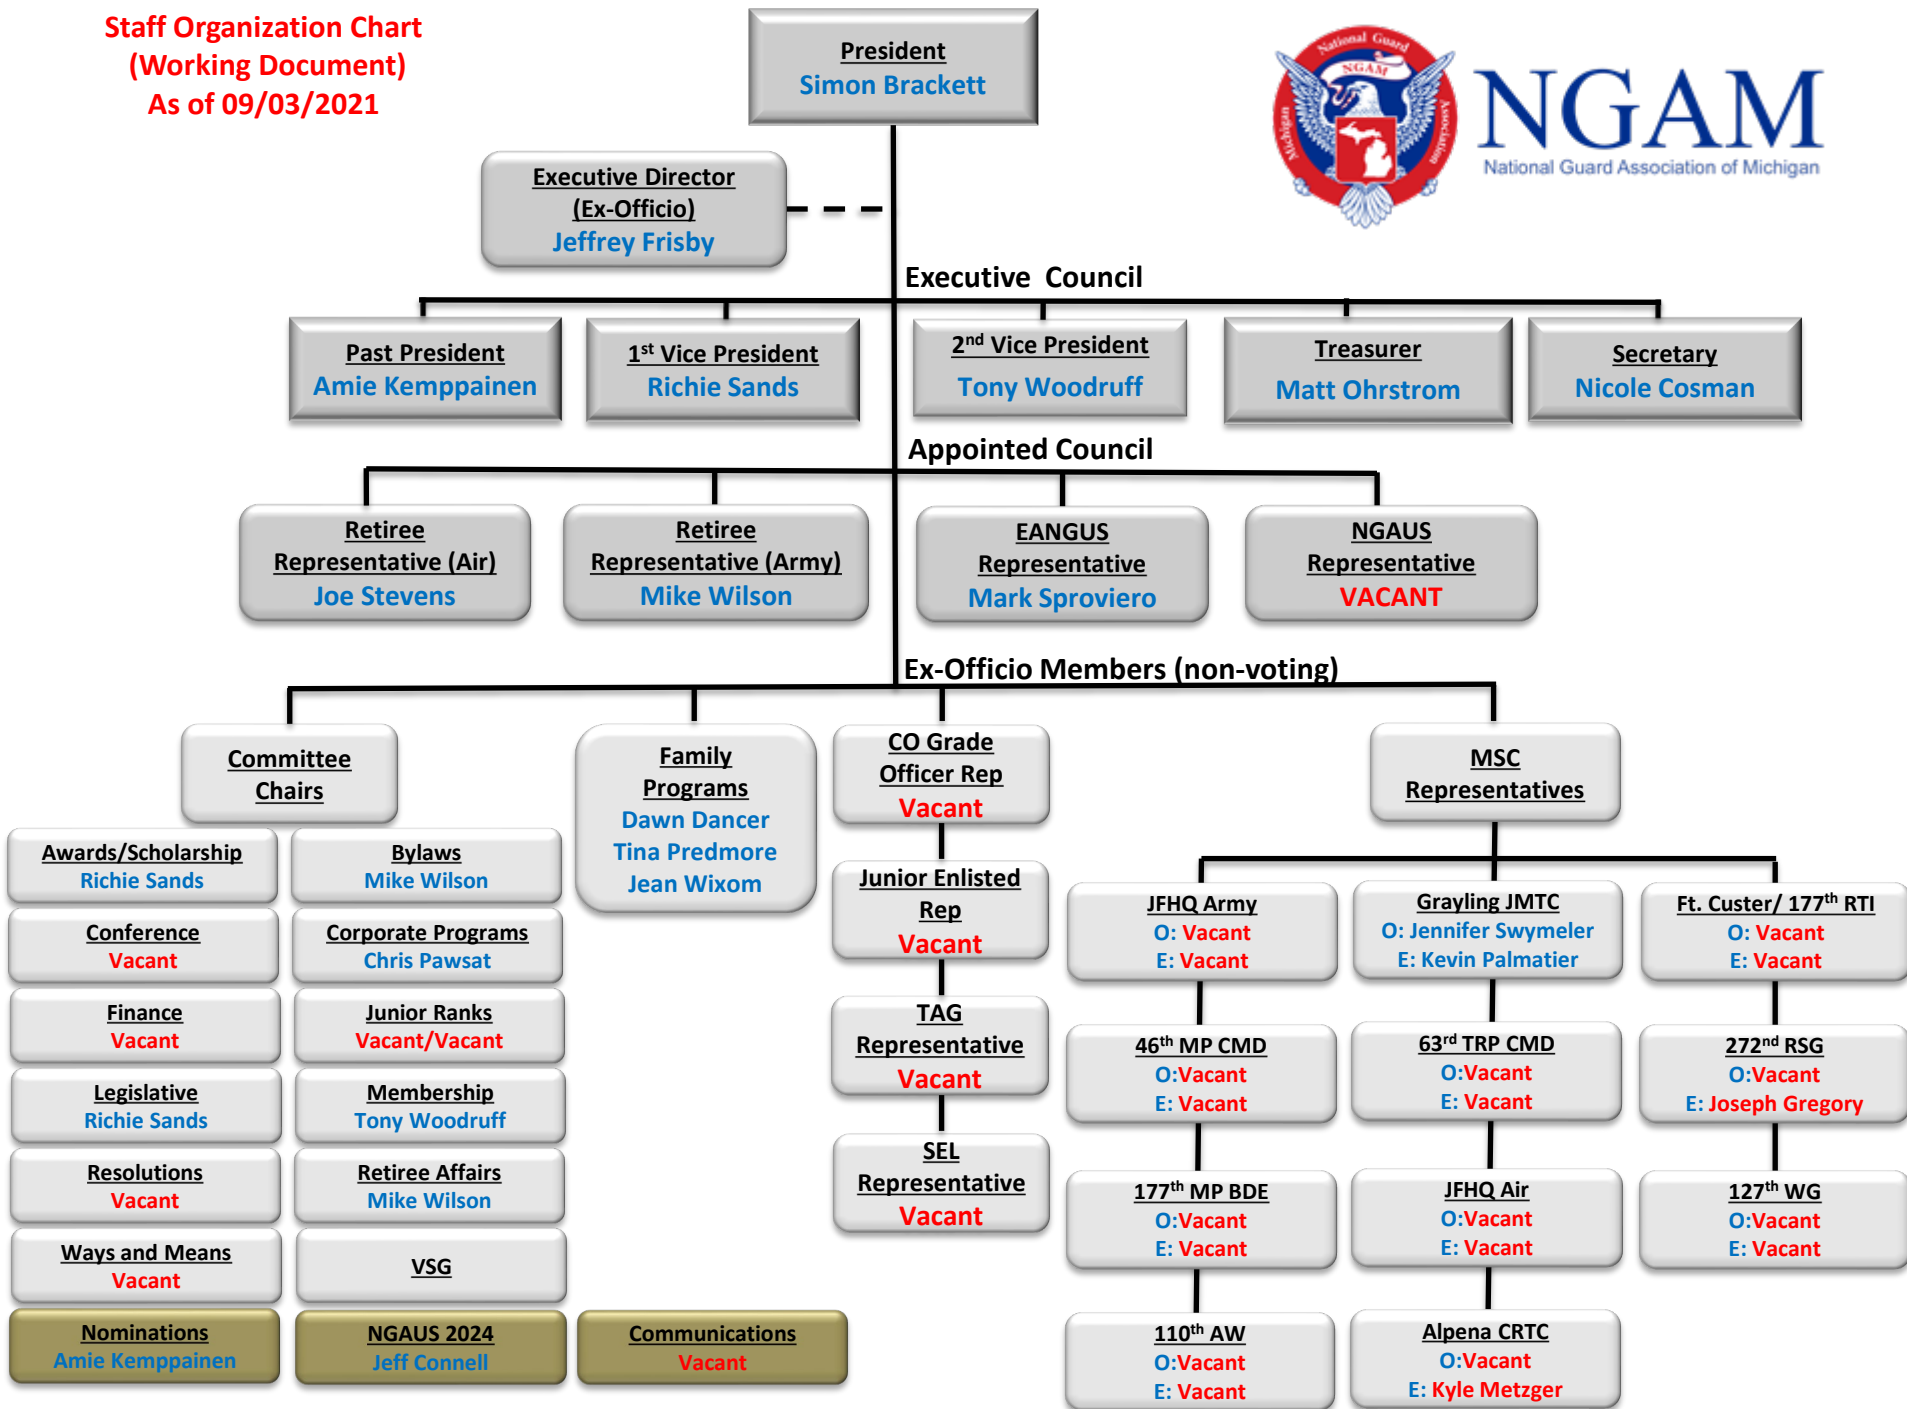 Staff Organization Chart
(Working Document)
As of 09/03/2021
President
Simon Brackett
National Guard
Association
Michigan
NGAM
NGAM
National Guard Association of Michigan
Executive Director
(Ex-Officio)
Jeffrey Frisby
Executive Council
Past President
Amie Kemppainen
1st Vice President
Richie Sands
2nd Vice President
Tony Woodruff
Treasurer
Matt Ohrstrom
Secretary
Nicole Cosman
Appointed Council
Retiree
Representative (Air)
Joe Stevens
Retiree
Representative (Army)
Mike Wilson
EANGUS
Representative
Mark Sproviero
NGAUS
Representative
VACANT
Ex-Officio Members (non-voting)
Committee
Chairs
Awards/Scholarship
Richie Sands
Bylaws
Mike Wilson
Conference
Vacant
Corporate Programs
Chris Pawsat
Finance
Vacant
Junior Ranks
Vacant/Vacant
Legislative
Richie Sands
Membership
Tony Woodruff
Resolutions
Vacant
Retiree Affairs
Mike Wilson
Ways and Means
Vacant
VSG
Nominations
Amie Kemppainen
NGAUS 2024
Jeff Connell
Communications
Vacant
Family
Programs
Dawn Dancer
Tina Predmore
Jean Wixom
CO Grade
Officer Rep
Vacant
Junior Enlisted
Rep
Vacant
TAG
Representative
Vacant
SEL
Representative
Vacant
MSC
Representatives
JFHQ Army
O: Vacant
E: Vacant
Grayling JMTC
O: Jennifer Swymeler
E: Kevin Palmatier
Ft. Custer/ 177th RTI
O: Vacant
E: Vacant
46th MP CMD
O:Vacant
E: Vacant
63rd TRP CMD
O:Vacant
E: Vacant
272nd RSG
O:Vacant
E: Joseph Gregory
177th MP BDE
O:Vacant
E: Vacant
JFHQ Air
O:Vacant
E: Vacant
127th WG
O:Vacant
E: Vacant
110th AW
O:Vacant
E: Vacant
Alpena CRTC
O:Vacant
E: Kyle Metzger